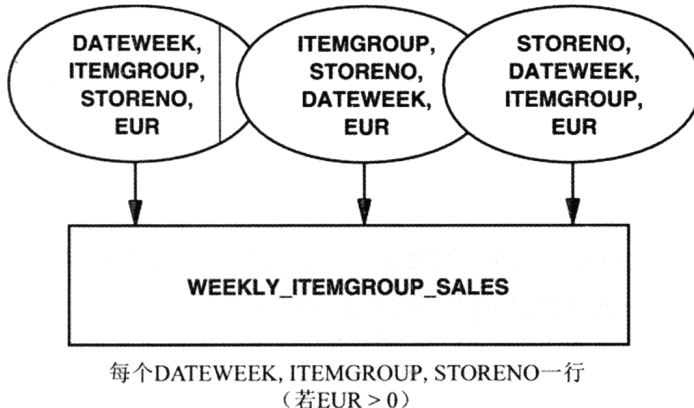 DATEWEEK,
ITEMGROUP,
STORENO,
EUR
ITEMGROUP,
STORENO,
DATEWEEK,
EUR
STORENO,
DATEWEEK,
ITEMGROUP,
EUR
WEEKLY_ITEMGROUP_SALES
每个DATEWEEK, ITEMGROUP, STORENO一行
（若EUR > 0）